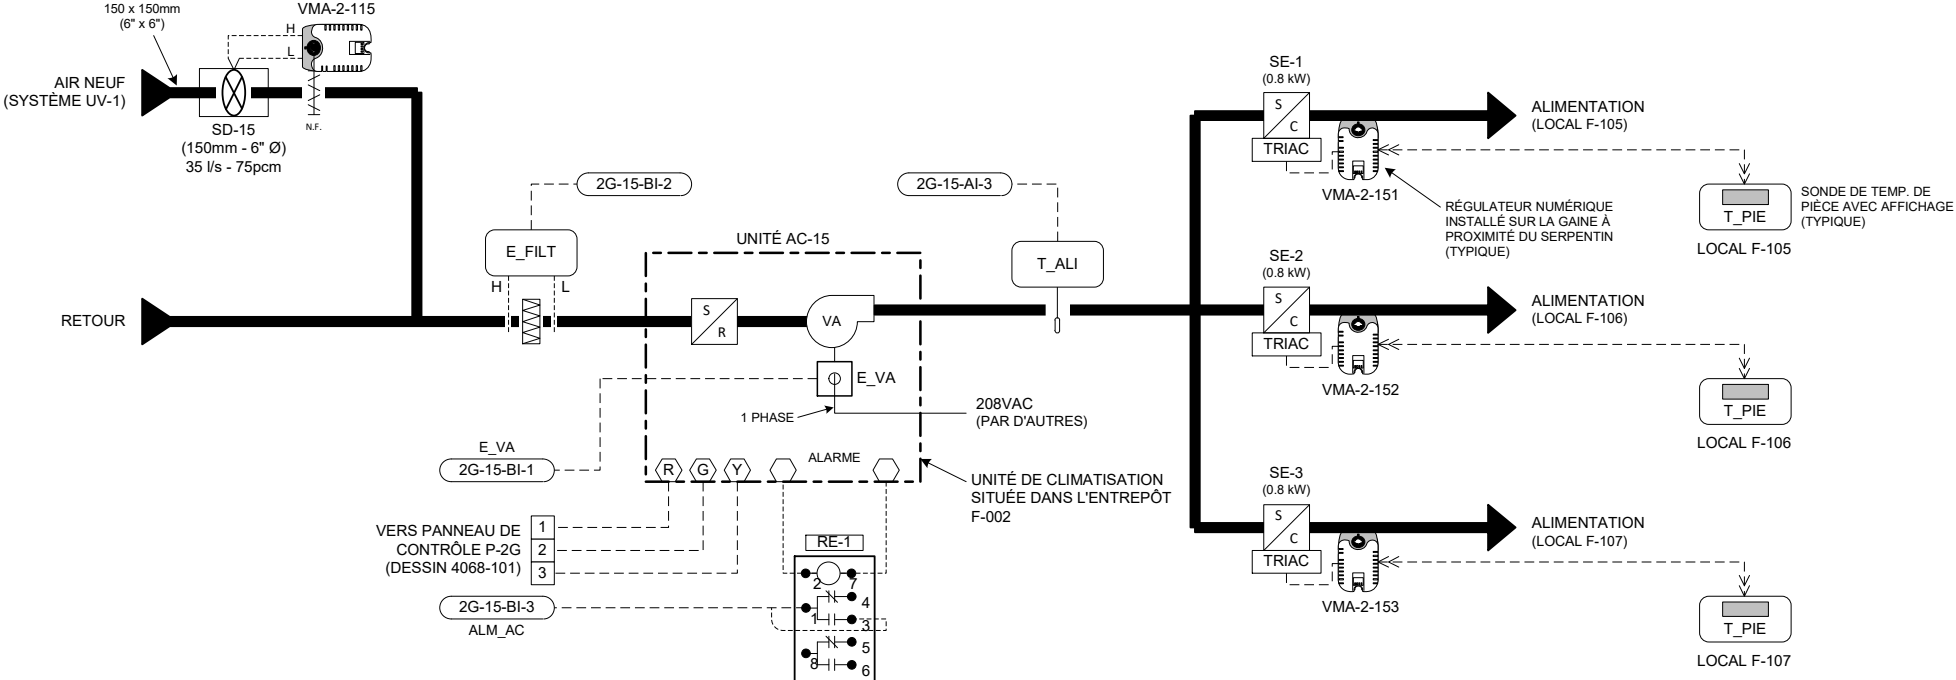 150 x 150mm
(6" x 6")
VMA-2-115
H
L
AIR NEUF
(SYSTÈME UV-1)
N.F.
SD-15
(150mm - 6" Ø)
35 l/s - 75pcm
2G-15-BI-2
E_FILT
H
L
RETOUR
UNITÉ AC-15
S
R
VA
E_VA
1 PHASE
208VAC
(PAR D'AUTRES)
2G-15-AI-3
T_ALI
E_VA
2G-15-BI-1
R
G
Y
ALARME
UNITÉ DE CLIMATISATION
SITUÉE DANS L'ENTREPÔT
F-002
VERS PANNEAU DE
CONTRÔLE P-2G
(DESSIN 4068-101)
1
2
3
2G-15-BI-3
ALM_AC
RE-1
2
7
4
1
3
5
8
6
SE-1
(0.8 kW)
S
C
TRIAC
VMA-2-151
ALIMENTATION
(LOCAL F-105)
RÉGULATEUR NUMÉRIQUE
INSTALLÉ SUR LA GAINE À
PROXIMITÉ DU SERPENTIN
(TYPIQUE)
T_PIE
LOCAL F-105
SONDE DE TEMP. DE
PIÈCE AVEC AFFICHAGE
(TYPIQUE)
SE-2
(0.8 kW)
S
C
TRIAC
VMA-2-152
ALIMENTATION
(LOCAL F-106)
T_PIE
LOCAL F-106
SE-3
(0.8 kW)
S
C
TRIAC
VMA-2-153
ALIMENTATION
(LOCAL F-107)
T_PIE
LOCAL F-107